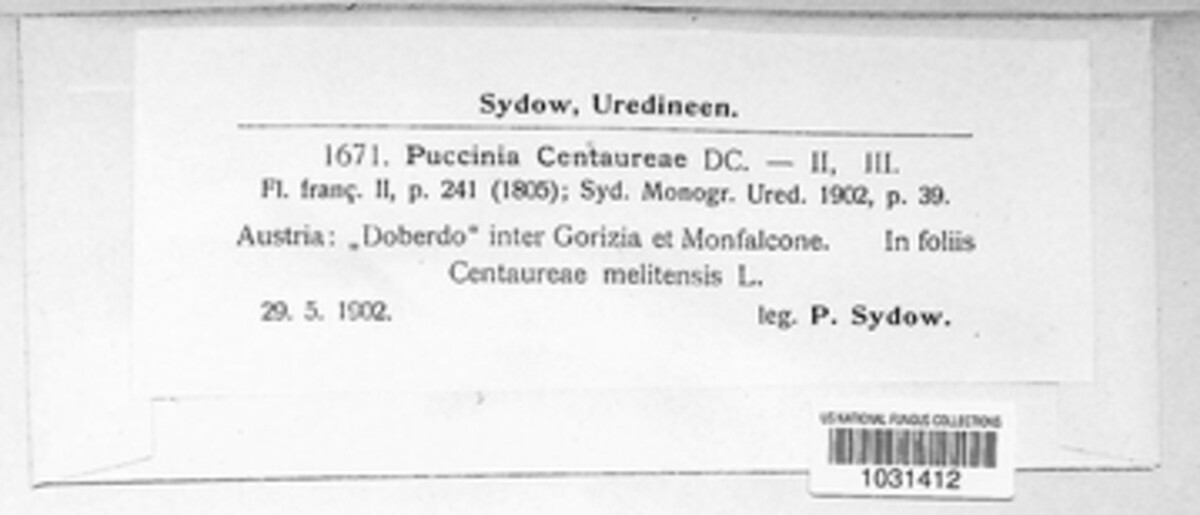 Sydow, Uredineen.
1671. Puccinia Centaureae DC. — II, III.
Fl. franç. II, p. 241 (1805); Syd. Monogr. Ured. 1902, p. 39.
Austria: „Doberdo“ inter Gorizia et Monfalcone. In foliis
Centaureae melitensis L.
29. 5. 1902. leg. P. Sydow.
US NATIONAL FUNGUS COLLECTIONS
1031412